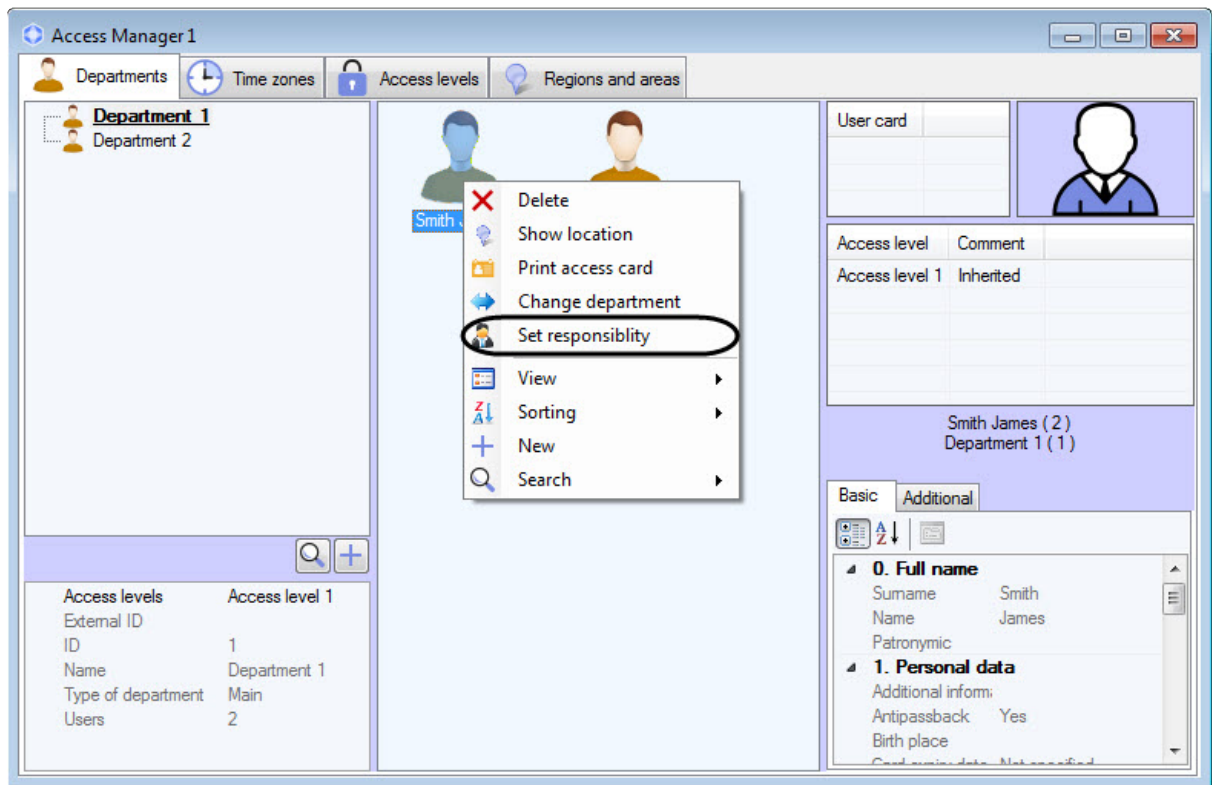 Access Manager 1
Departments Time zones Access levels Regions and areas
Department 1
Department 2
Smith
Delete
Show location
Print access card
Change department
Set responsiblity
View
Sorting
New
Search
User card
Access level Comment
Access level 1 Inherited
Smith James ( 2 )
Department 1 ( 1 )
Basic Additional
0. Full name
Surname Smith
Name James
Patronymic
1. Personal data
Additional inform
Antipassback Yes
Birth place
Access levels Access level 1
External ID
ID 1
Name Department 1
Type of department Main
Users 2